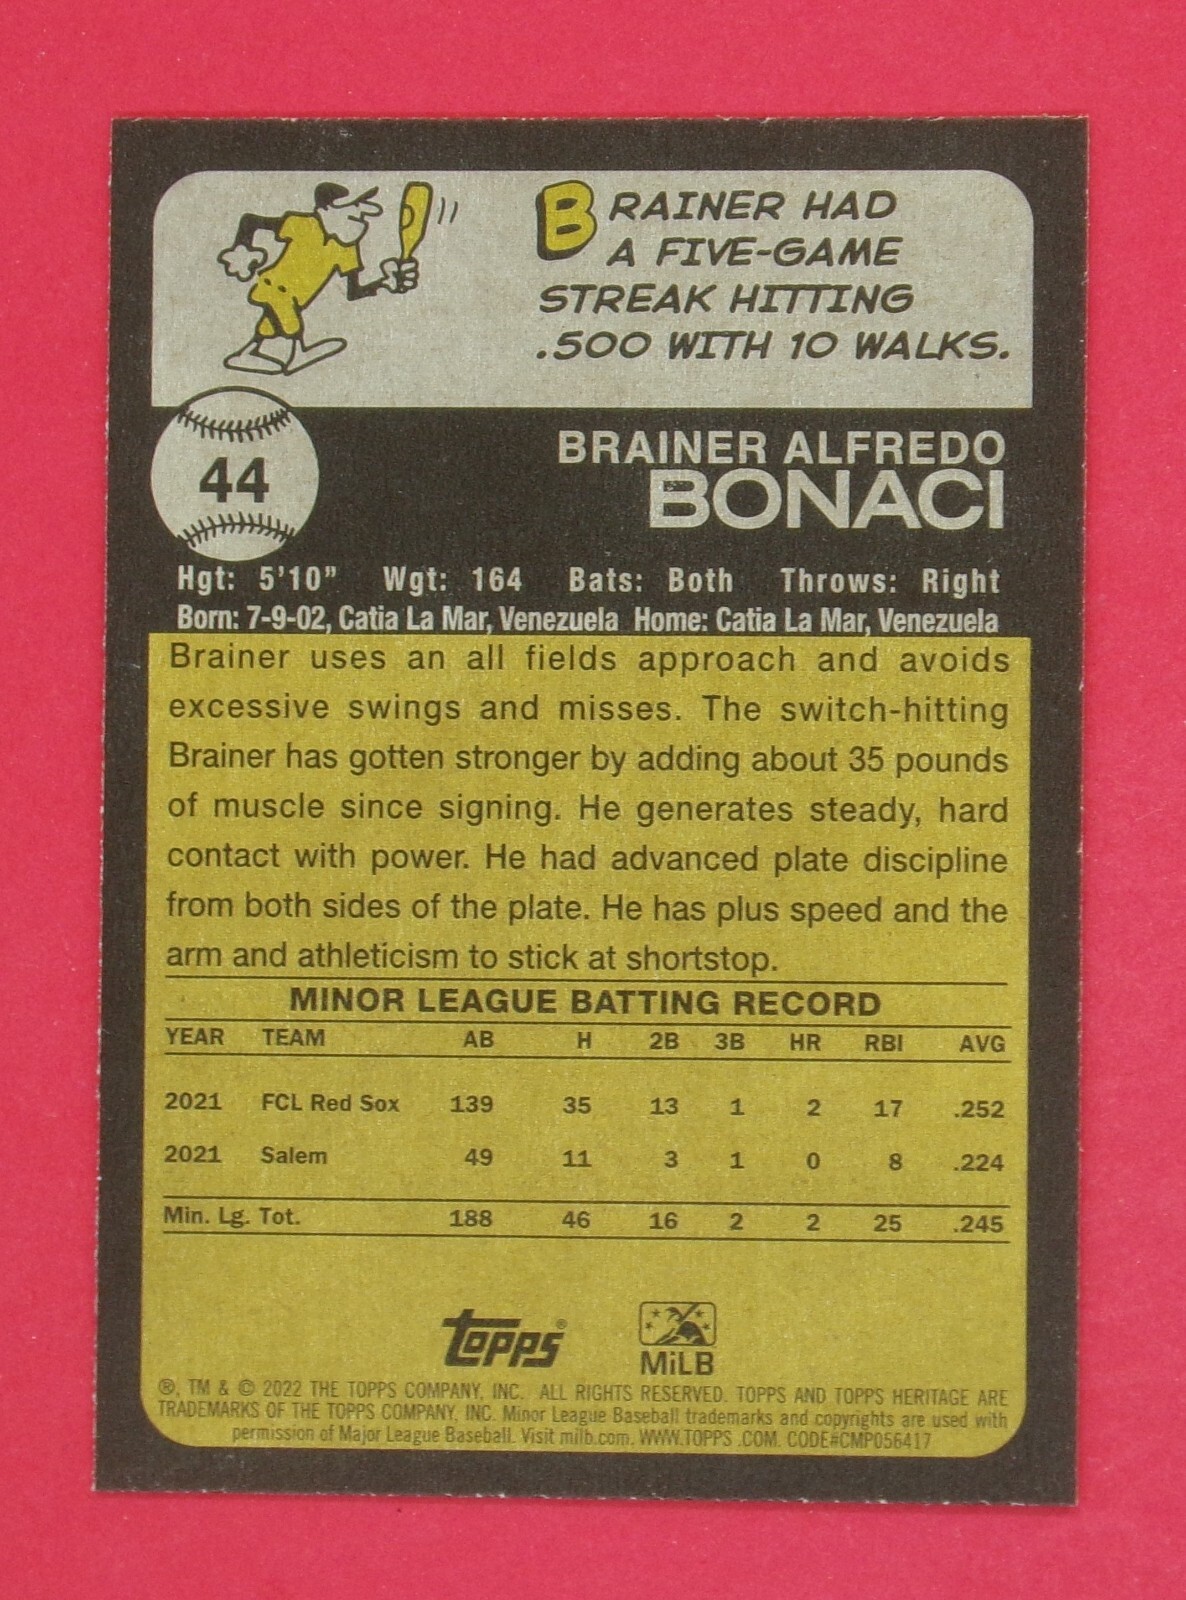 BRAINER HAD
A FIVE-GAME
STREAK HITTING
.500 WITH 10 WALKS.
44
BRAINER ALFREDO
BONACI
Hgt: 5'10" Wgt: 164 Bats: Both Throws: Right
Born: 7-9-02, Catia La Mar, Venezuela Home: Catia La Mar, Venezuela
Brainer uses an all fields approach and avoids
excessive swings and misses. The switch-hitting
Brainer has gotten stronger by adding about 35 pounds
of muscle since signing. He generates steady, hard
contact with power. He had advanced plate discipline
from both sides of the plate. He has plus speed and the
arm and athleticism to stick at shortstop.
MINOR LEAGUE BATTING RECORD
YEAR TEAM AB H 2B 3B HR RBI AVG
2021 FCL Red Sox 139 35 13 1 2 17 .252
2021 Salem 49 11 3 1 0 8 .224
Min. Lg. Tot. 188 46 16 2 2 25 .245
topps®
MiLB
®, TM & © 2022 THE TOPPS COMPANY, INC. ALL RIGHTS RESERVED. TOPPS AND TOPPS HERITAGE ARE
TRADEMARKS OF THE TOPPS COMPANY, INC. Minor League Baseball trademarks and copyrights are used with
permission of Major League Baseball. Visit milb.com. WWW.TOPPS .COM. CODE#CMP056417